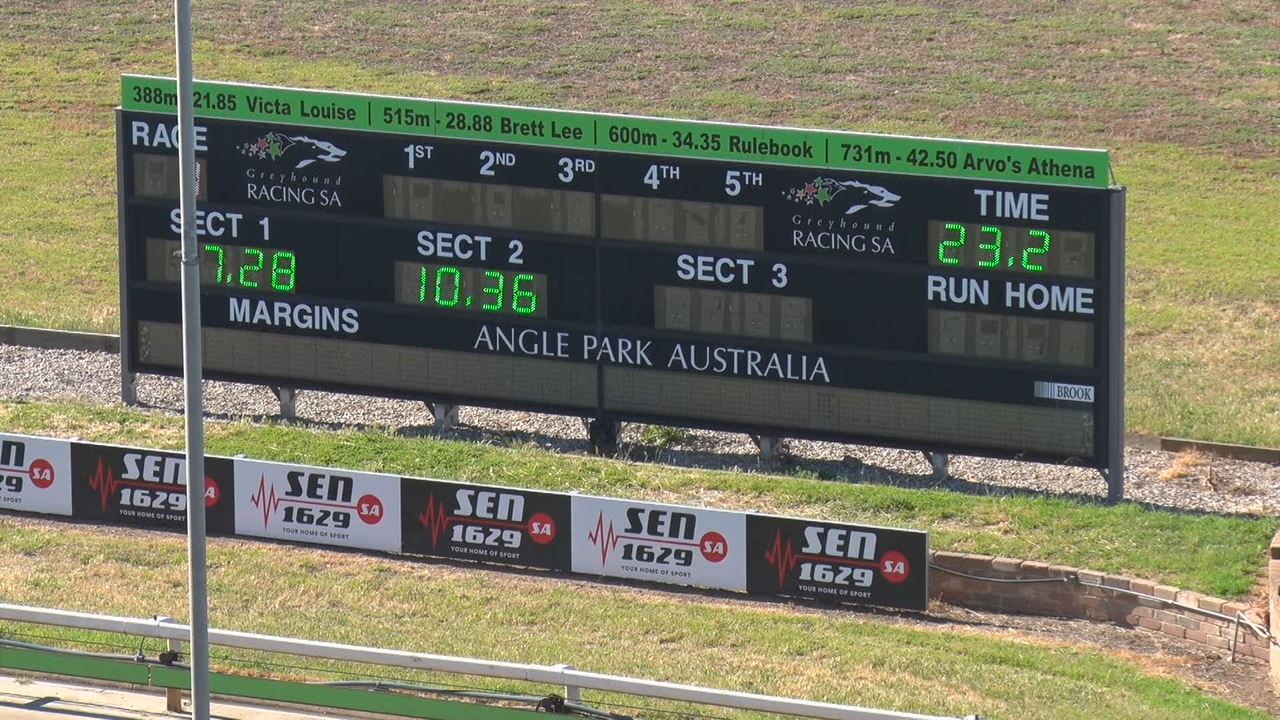 388m 21.85 Victa Louise | 515m - 28.88 Brett Lee | 600m - 34.35 Rulebook | 731m - 42.50 Arvo's Athena
RACE
1ST 2ND 3RD 4TH 5TH
Greyhound
RACING SA
Greyhound
RACING SA
TIME
23.2
SECT 1
7.28
SECT 2
10.36
SECT 3
RUN HOME
MARGINS
ANGLE PARK AUSTRALIA
BROOK
SEN
1629
SA
YOUR HOME OF SPORT
SEN
1629
SA
YOUR HOME OF SPORT
SEN
1629
SA
YOUR HOME OF SPORT
SEN
1629
SA
YOUR HOME OF SPORT
SEN
1629
SA
YOUR HOME OF SPORT